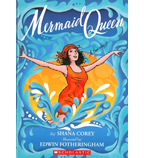 Mermaid Queen
by SHANA COREY
illustrated by
EDWIN FOTHERINGHAM
SCHOLASTIC